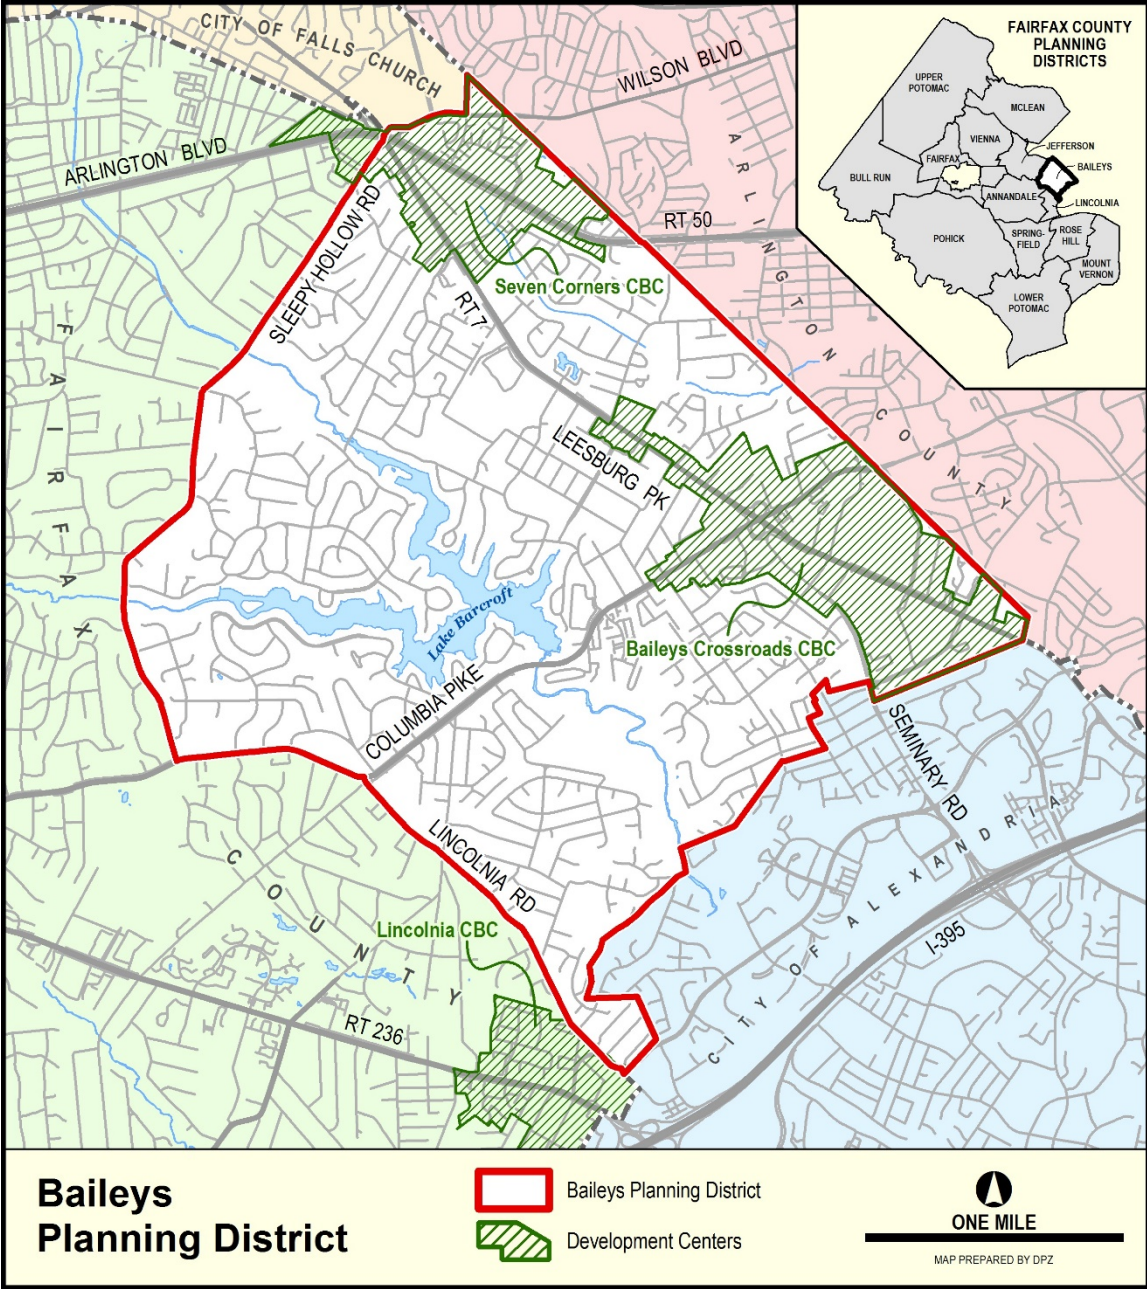 CITY OF FALLS CHURCH
WILSON BLVD
ARLINGTON BLVD
SLEEPY HOLLOW RD
RT 50
ARLINGTON COUNTY
Seven Corners CBC
RT 7
LEESBURG PK
FAIRFAX COUNTY
Lake Barcroft
Baileys Crossroads CBC
COLUMBIA PIKE
SEMINARY RD
LINCOLNIA RD
CITY OF ALEXANDRIA
I-395
Lincolnia CBC
RT 236
FAIRFAX COUNTY
PLANNING
DISTRICTS
UPPER
POTOMAC
MCLEAN
VIENNA
JEFFERSON
FAIRFAX
BAILEYS
BULL RUN
ANNANDALE
LINCOLNIA
POHICK
SPRING-
FIELD
ROSE
HILL
MOUNT
VERNON
LOWER
POTOMAC
Baileys
Planning District
Baileys Planning District
Development Centers
ONE MILE
MAP PREPARED BY DPZ